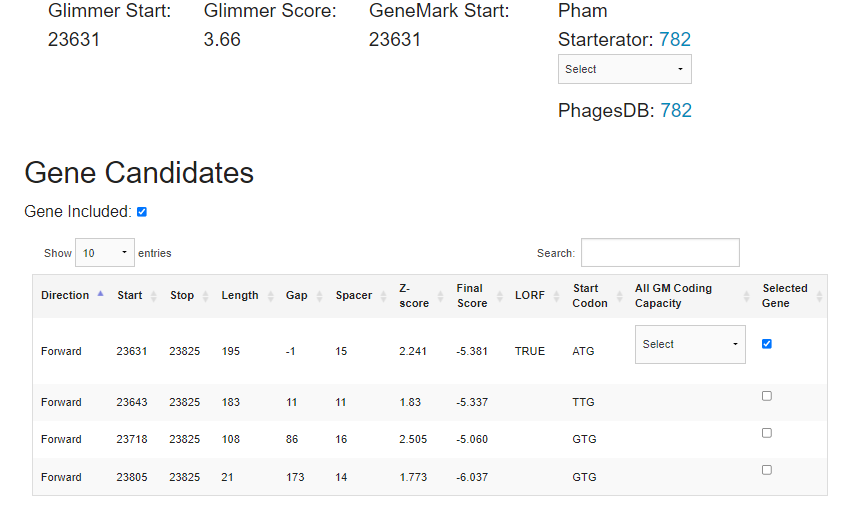 Glimmer Start: Glimmer Score: GeneMark Start: Pham
23631 3.66 23631 Starterator: 782
Select
PhagesDB: 782
Gene Candidates
Gene Included:
Show 10 entries Search:
Direction Start Stop Length Gap Spacer Z-score Final Score LORF Start Codon All GM Coding Capacity Selected Gene
Forward 23631 23825 195 -1 15 2.241 -5.381 TRUE ATG Select
Forward 23643 23825 183 11 11 1.83 -5.337 TTG
Forward 23718 23825 108 86 16 2.505 -5.060 GTG
Forward 23805 23825 21 173 14 1.773 -6.037 GTG